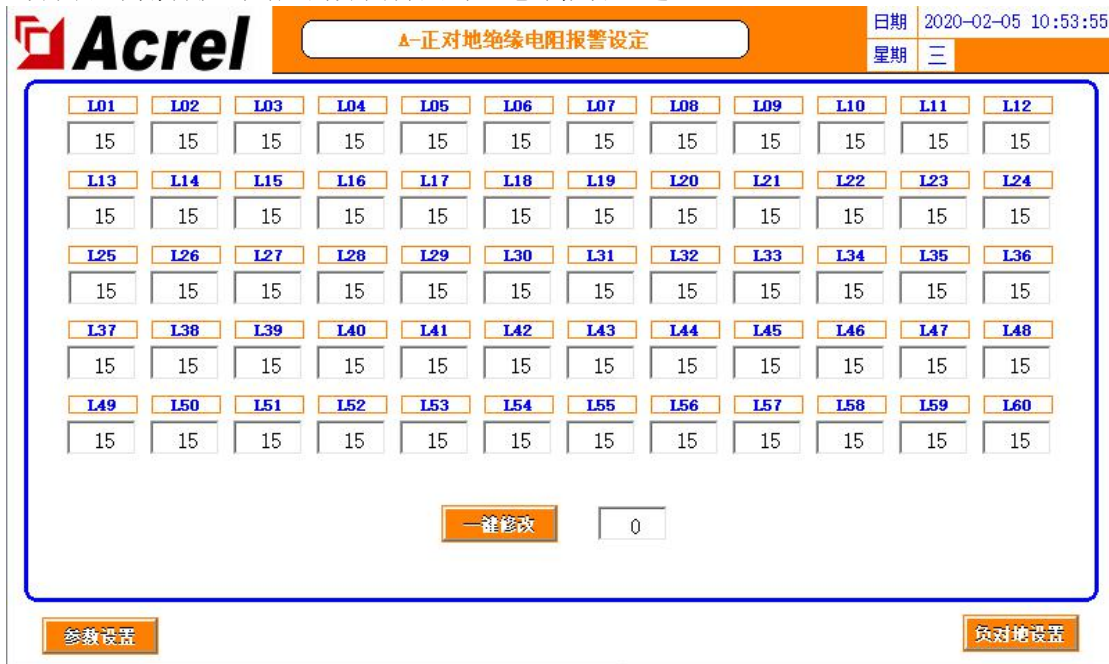 Acrel
A-正对地绝缘电阻报警设定
日期 2020-02-05 10:53:55
星期 三
L01 L02 L03 L04 L05 L06 L07 L08 L09 L10 L11 L12
15 15 15 15 15 15 15 15 15 15 15 15
L13 L14 L15 L16 L17 L18 L19 L20 L21 L22 L23 L24
15 15 15 15 15 15 15 15 15 15 15 15
L25 L26 L27 L28 L29 L30 L31 L32 L33 L34 L35 L36
15 15 15 15 15 15 15 15 15 15 15 15
L37 L38 L39 L40 L41 L42 L43 L44 L45 L46 L47 L48
15 15 15 15 15 15 15 15 15 15 15 15
L49 L50 L51 L52 L53 L54 L55 L56 L57 L58 L59 L60
15 15 15 15 15 15 15 15 15 15 15 15
一键修改 0
参数设置 负对地设置